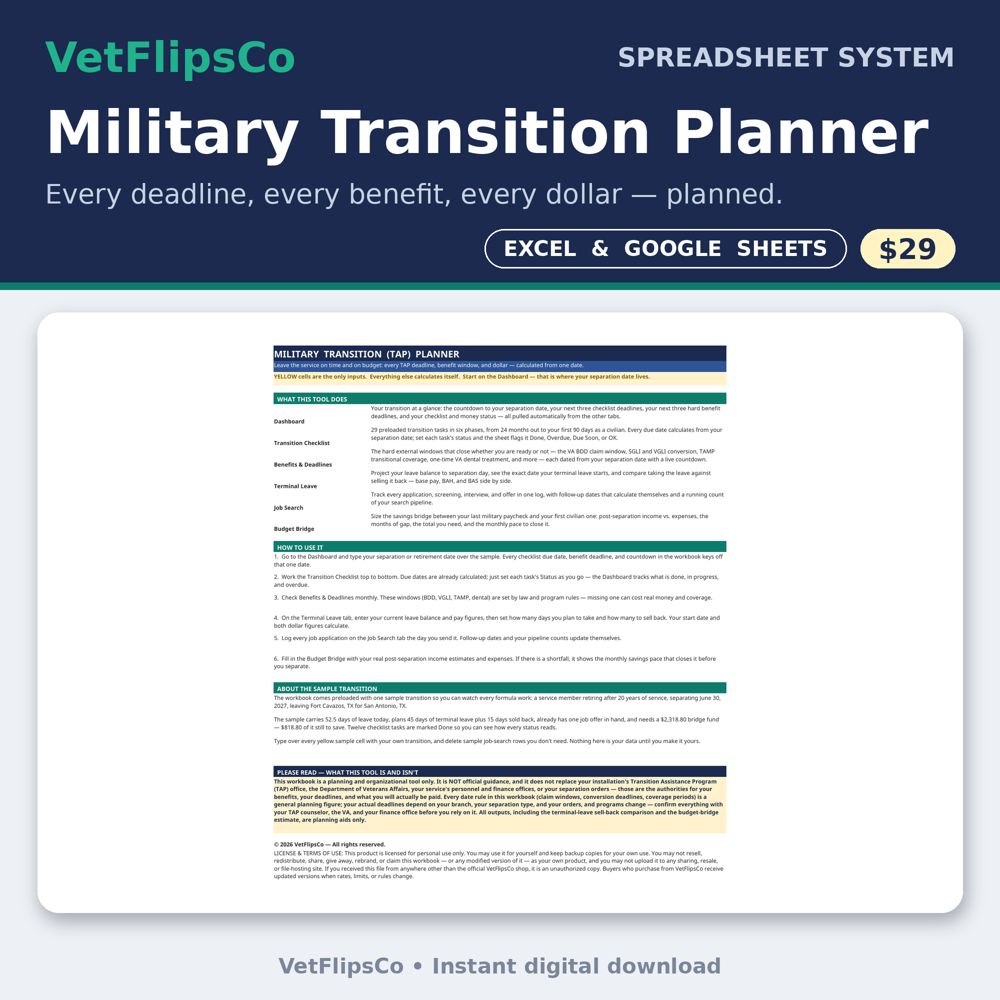 VetFlipsCo
SPREADSHEET SYSTEM
Military Transition Planner
Every deadline, every benefit, every dollar — planned.
EXCEL & GOOGLE SHEETS
$29
MILITARY TRANSITION (TAP) PLANNER
Leave the service on time and on budget: every TAP deadline, benefit window, and dollar — calculated from one date.
YELLOW cells are the only inputs. Everything else calculates itself. Start on the Dashboard — that is where your separation date lives.
WHAT THIS TOOL DOES
Dashboard
Your transition at a glance: the countdown to your separation date, your next three checklist deadlines, your next three hard benefit
deadlines, and your checklist and money status — all pulled automatically from the other tabs.
Transition Checklist
29 preloaded transition tasks in six phases, from 24 months out to your first 90 days as a civilian. Every due date calculates from your
separation date; set each task's status and the sheet flags it Done, Overdue, Due Soon, or OK.
Benefits & Deadlines
The hard external windows that close whether you are ready or not — the VA BDD claim window, SGLI and VGLI conversion, TAMP
transitional coverage, one-time VA dental treatment, and more — each dated from your separation date with a live countdown.
Terminal Leave
Project your leave balance to separation day, see the exact date your terminal leave starts, and compare taking the leave against
selling it back — base pay, BAH, and BAS side by side.
Job Search
Track every application, screening, interview, and offer in one log, with follow-up dates that calculate themselves and a running count
of your search pipeline.
Budget Bridge
Size the savings bridge between your last military paycheck and your first civilian one: post-separation income vs. expenses, the
months of gap, the total you need, and the monthly pace to close it.
HOW TO USE IT
1. Go to the Dashboard and type your separation or retirement date over the sample. Every checklist due date, benefit deadline, and countdown in the workbook keys off
that one date.
2. Work the Transition Checklist top to bottom. Due dates are already calculated; just set each task's Status as you go — the Dashboard tracks what is done, in progress,
and overdue.
3. Check Benefits & Deadlines monthly. These windows (BDD, VGLI, TAMP, dental) are set by law and program rules — missing one can cost real money and coverage.
4. On the Terminal Leave tab, enter your current leave balance and pay figures, then set how many days you plan to take and how many to sell back. Your start date and
both dollar figures calculate.
5. Log every job application on the Job Search tab the day you send it. Follow-up dates and your pipeline counts update themselves.
6. Fill in the Budget Bridge with your real post-separation income estimates and expenses. If there is a shortfall, it shows the monthly savings pace that closes it before
you separate.
ABOUT THE SAMPLE TRANSITION
The workbook comes preloaded with one sample transition so you can watch every formula work: a service member retiring after 20 years of service, separating June 30,
2027, leaving Fort Cavazos, TX for San Antonio, TX.
The sample carries 52.5 days of leave today, plans 45 days of terminal leave plus 15 days sold back, already has one job offer in hand, and needs a $2,318.80 bridge fund
— $818.80 of it still to save. Twelve checklist tasks are marked Done so you can see how every status reads.
Type over every yellow sample cell with your own transition, and delete sample job-search rows you don't need. Nothing here is your data until you make it yours.
PLEASE READ — WHAT THIS TOOL IS AND ISN'T
This workbook is a planning and organizational tool only. It is NOT official guidance, and it does not replace your installation's Transition Assistance Program
(TAP) office, the Department of Veterans Affairs, your service's personnel and finance offices, or your separation orders — those are the authorities for your
benefits, your deadlines, and what you will actually be paid. Every date rule in this workbook (claim windows, conversion deadlines, coverage periods) is a
general planning figure; your actual deadlines depend on your branch, your separation type, and your orders, and programs change — confirm everything with
your TAP counselor, the VA, and your finance office before you rely on it. All outputs, including the terminal-leave sell-back comparison and the budget-bridge
estimate, are planning aids only.
© 2026 VetFlipsCo — All rights reserved.
LICENSE & TERMS OF USE: This product is licensed for personal use only. You may use it for yourself and keep backup copies for your own use. You may not resell,
redistribute, share, give away, rebrand, or claim this workbook — or any modified version of it — as your own product, and you may not upload it to any sharing, resale,
or file-hosting site. If you received this file from anywhere other than the official VetFlipsCo shop, it is an unauthorized copy. Buyers who purchase from VetFlipsCo receive
updated versions when rates, limits, or rules change.
VetFlipsCo • Instant digital download